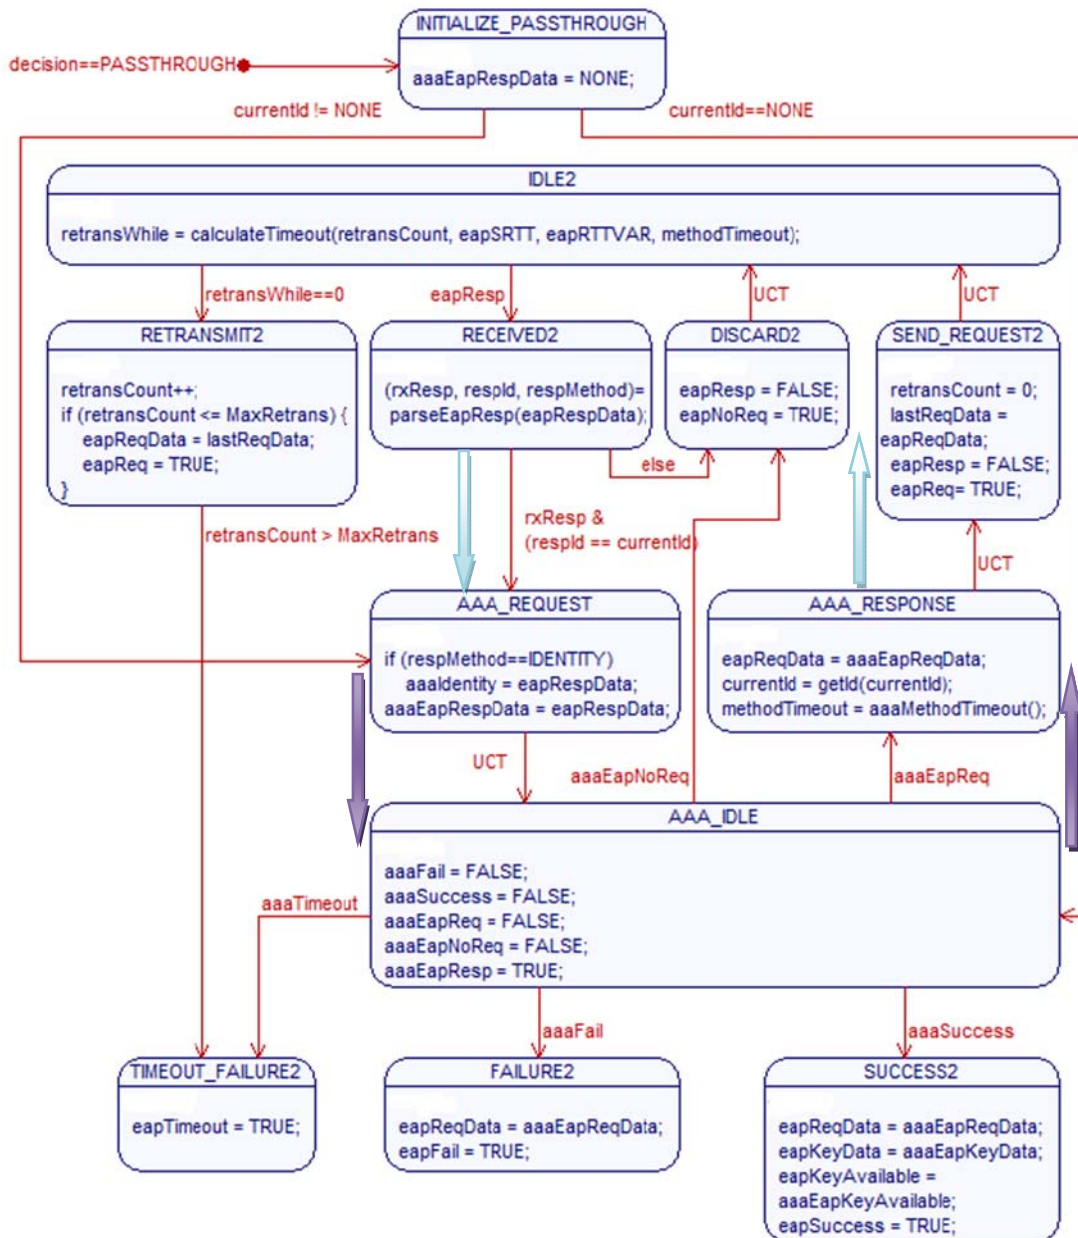 INITIALIZE_PASSTHROUGH
decision==PASSTHROUGH
aaaEapRespData = NONE;
currentId != NONE
currentId==NONE
IDLE2
retransWhile = calculateTimeout(retransCount, eapSRTT, eapRTTVAR, methodTimeout);
retransWhile==0
eapResp
UCT
UCT
RETRANSMIT2
retransCount++;
if (retransCount <= MaxRetrans) {
eapReqData = lastReqData;
eapReq = TRUE;
}
RECEIVED2
(rxResp, respId, respMethod)=
parseEapResp(eapRespData);
DISCARD2
eapResp = FALSE;
eapNoReq = TRUE;
SEND_REQUEST2
retransCount = 0;
lastReqData =
eapReqData;
eapResp = FALSE;
eapReq= TRUE;
else
retransCount > MaxRetrans
rxResp &
(respId == currentId)
UCT
AAA_REQUEST
if (respMethod==IDENTITY)
aaaIdentity = eapRespData;
aaaEapRespData = eapRespData;
AAA_RESPONSE
eapReqData = aaaEapReqData;
currentId = getId(currentId);
methodTimeout = aaaMethodTimeout();
UCT
aaaEapNoReq
aaaEapReq
AAA_IDLE
aaaFail = FALSE;
aaaSuccess = FALSE;
aaaEapReq = FALSE;
aaaEapNoReq = FALSE;
aaaEapResp = TRUE;
aaaTimeout
aaaFail
aaaSuccess
TIMEOUT_FAILURE2
eapTimeout = TRUE;
FAILURE2
eapReqData = aaaEapReqData;
eapFail = TRUE;
SUCCESS2
eapReqData = aaaEapReqData;
eapKeyData = aaaEapKeyData;
eapKeyAvailable =
aaaEapKeyAvailable;
eapSuccess = TRUE;